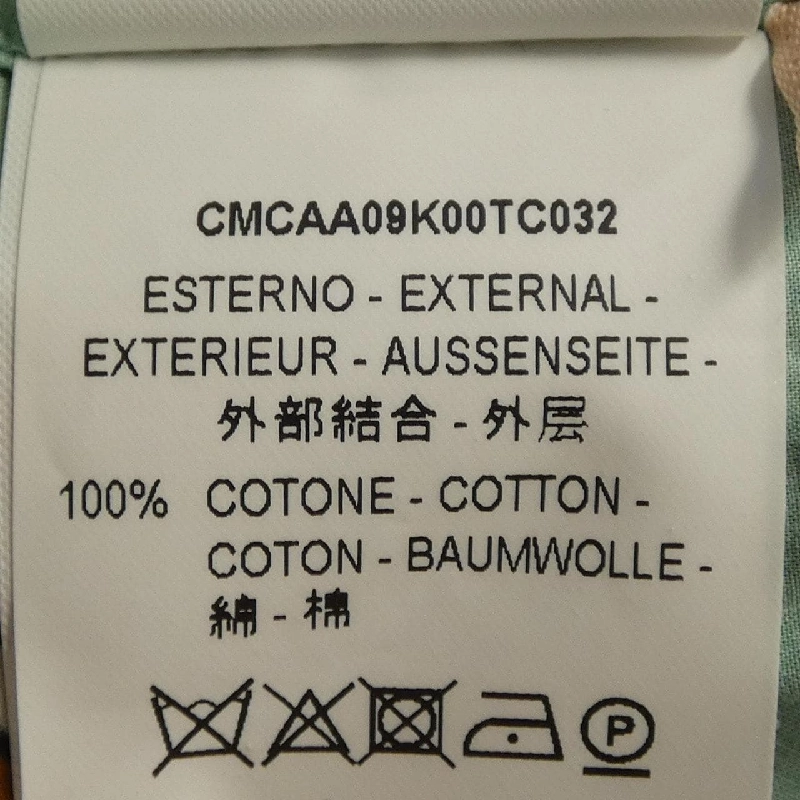 CMCAA09K00TC032
ESTERNO - EXTERNAL -
EXTERIEUR - AUSSENSEITE -
外部結合 - 外层
100% COTONE - COTTON -
COTON - BAUMWOLLE -
綿 - 棉
P